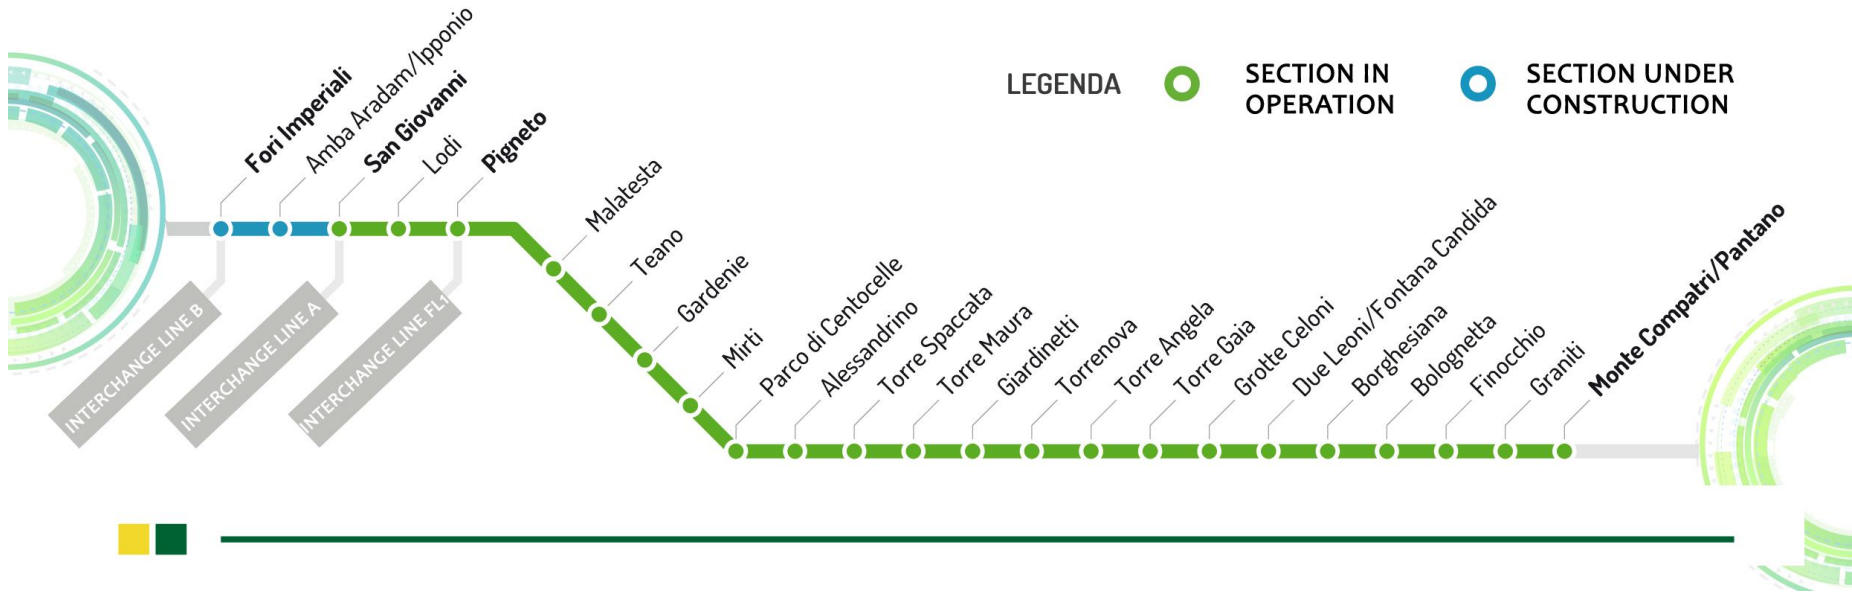 LEGENDA
SECTION IN
OPERATION
SECTION UNDER
CONSTRUCTION
Fori Imperiali
Amba Aradam/Ipponio
San Giovanni
Lodi
Pigneto
Malatesta
Teano
Gardenie
Mirti
Parco di Centocelle
Alessandrino
Torre Spaccata
Torre Maura
Giardinetti
Torrenova
Torre Angela
Torre Gaia
Grotte Celoni
Due Leoni/Fontana Candida
Borghesiana
Bolognetta
Finocchio
Graniti
Monte Compatri/Pantano
INTERCHANGE LINE B
INTERCHANGE LINE A
INTERCHANGE LINE FL1